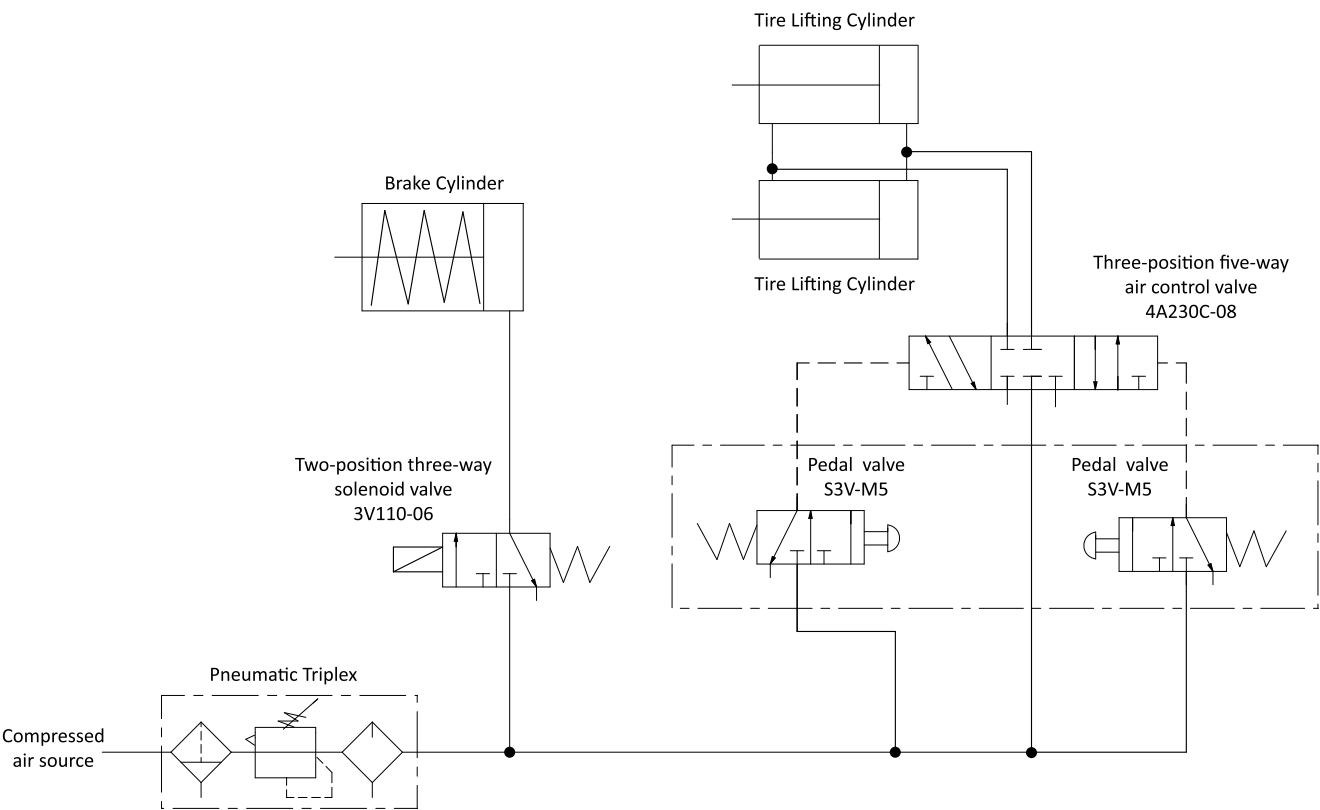 Tire Lifting Cylinder
Brake Cylinder
Tire Lifting Cylinder
Three-position five-way
air control valve
4A230C-08
Two-position three-way
solenoid valve
3V110-06
Pedal valve
S3V-M5
Pedal valve
S3V-M5
Pneumatic Triplex
Compressed
air source